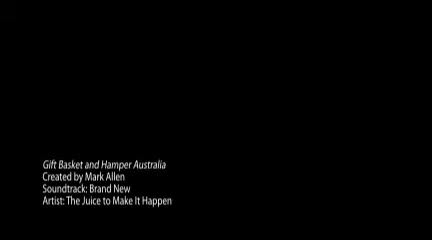 Gift Basket and Hamper Australia
Created by Mark Allen
Soundtrack: Brand New
Artist: The Juice to Make It Happen